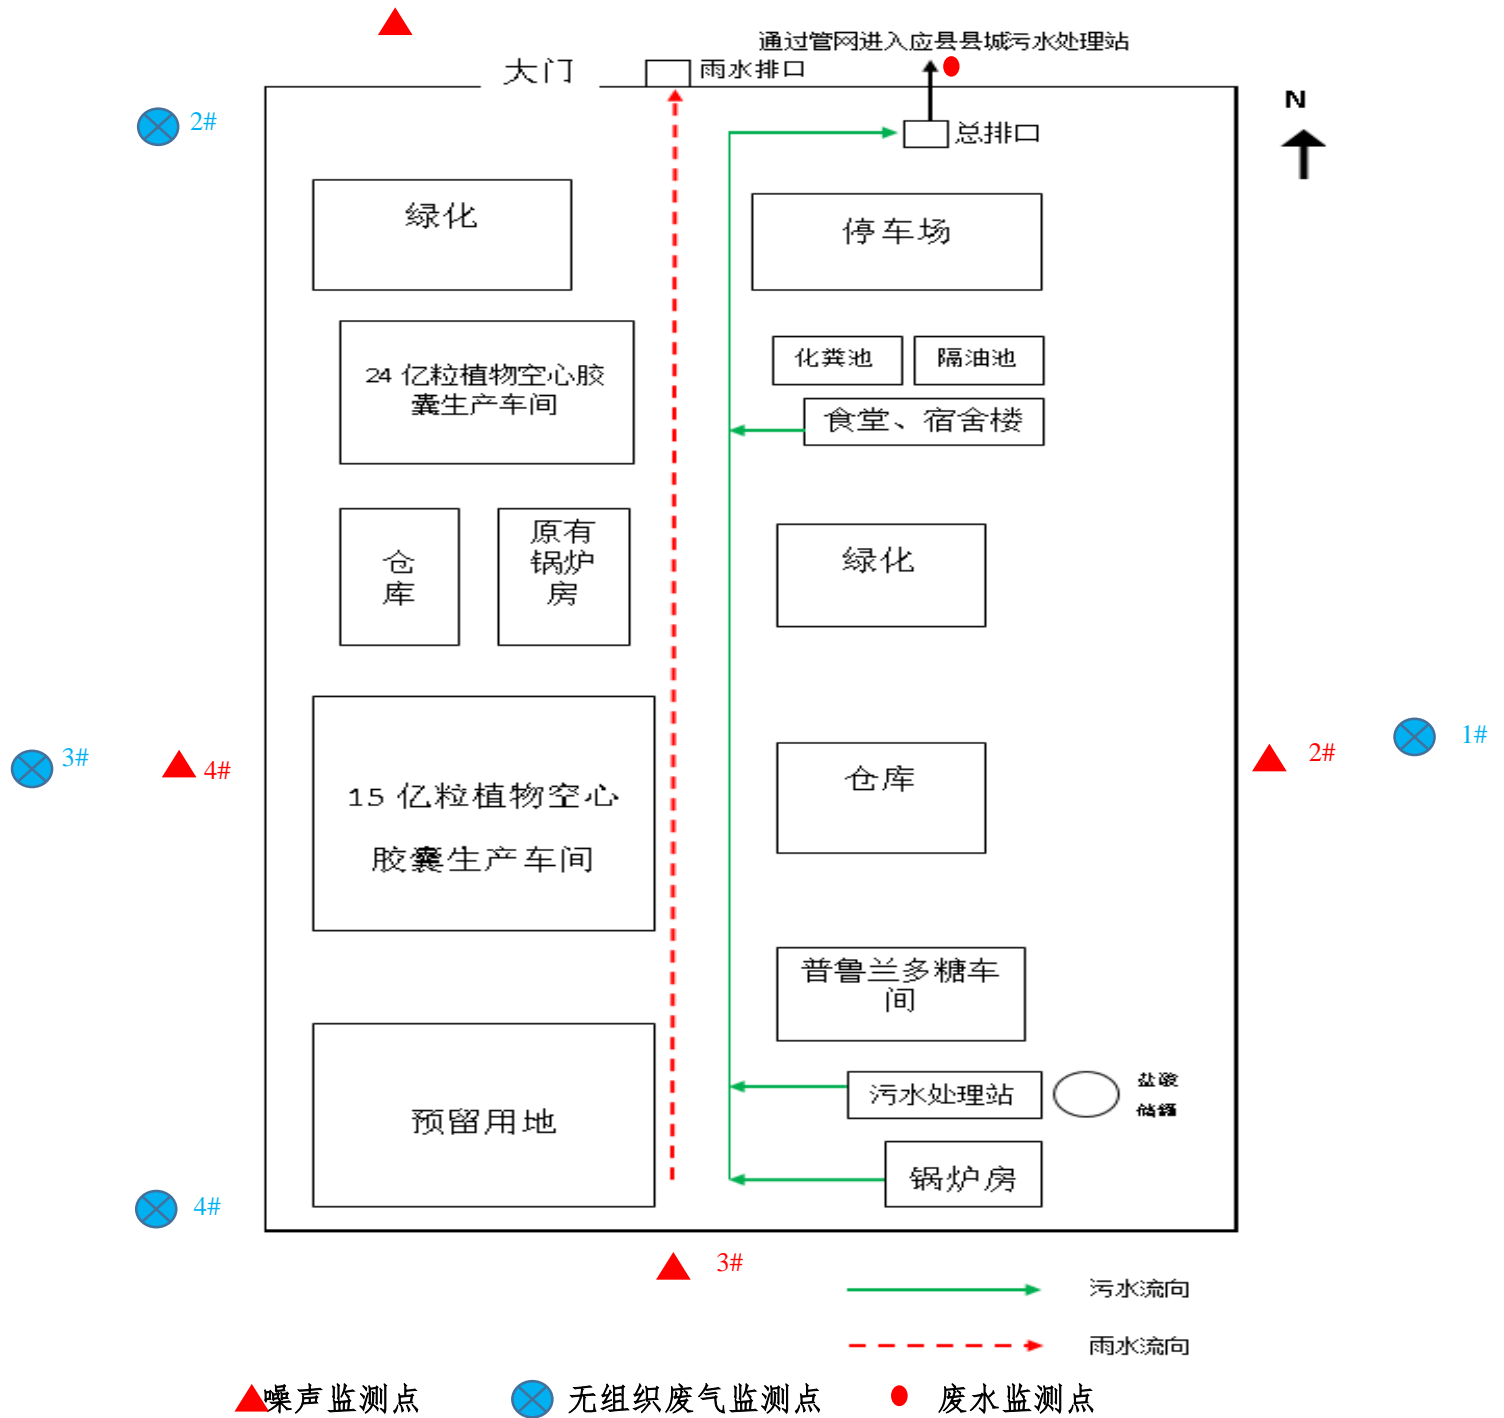 通过管网进入应县县城污水处理站
大门
雨水排口
N
2#
总排口
绿化
停车场
24 亿粒植物空心胶
囊生产车间
化粪池
隔油池
食堂、宿舍楼
仓
库
原有
锅炉
房
绿化
3#
4#
15 亿粒植物空心
胶囊生产车间
仓库
2#
1#
普鲁兰多糖车
间
预留用地
污水处理站
盐酸
储罐
锅炉房
4#
3#
污水流向
雨水流向
噪声监测点
无组织废气监测点
废水监测点